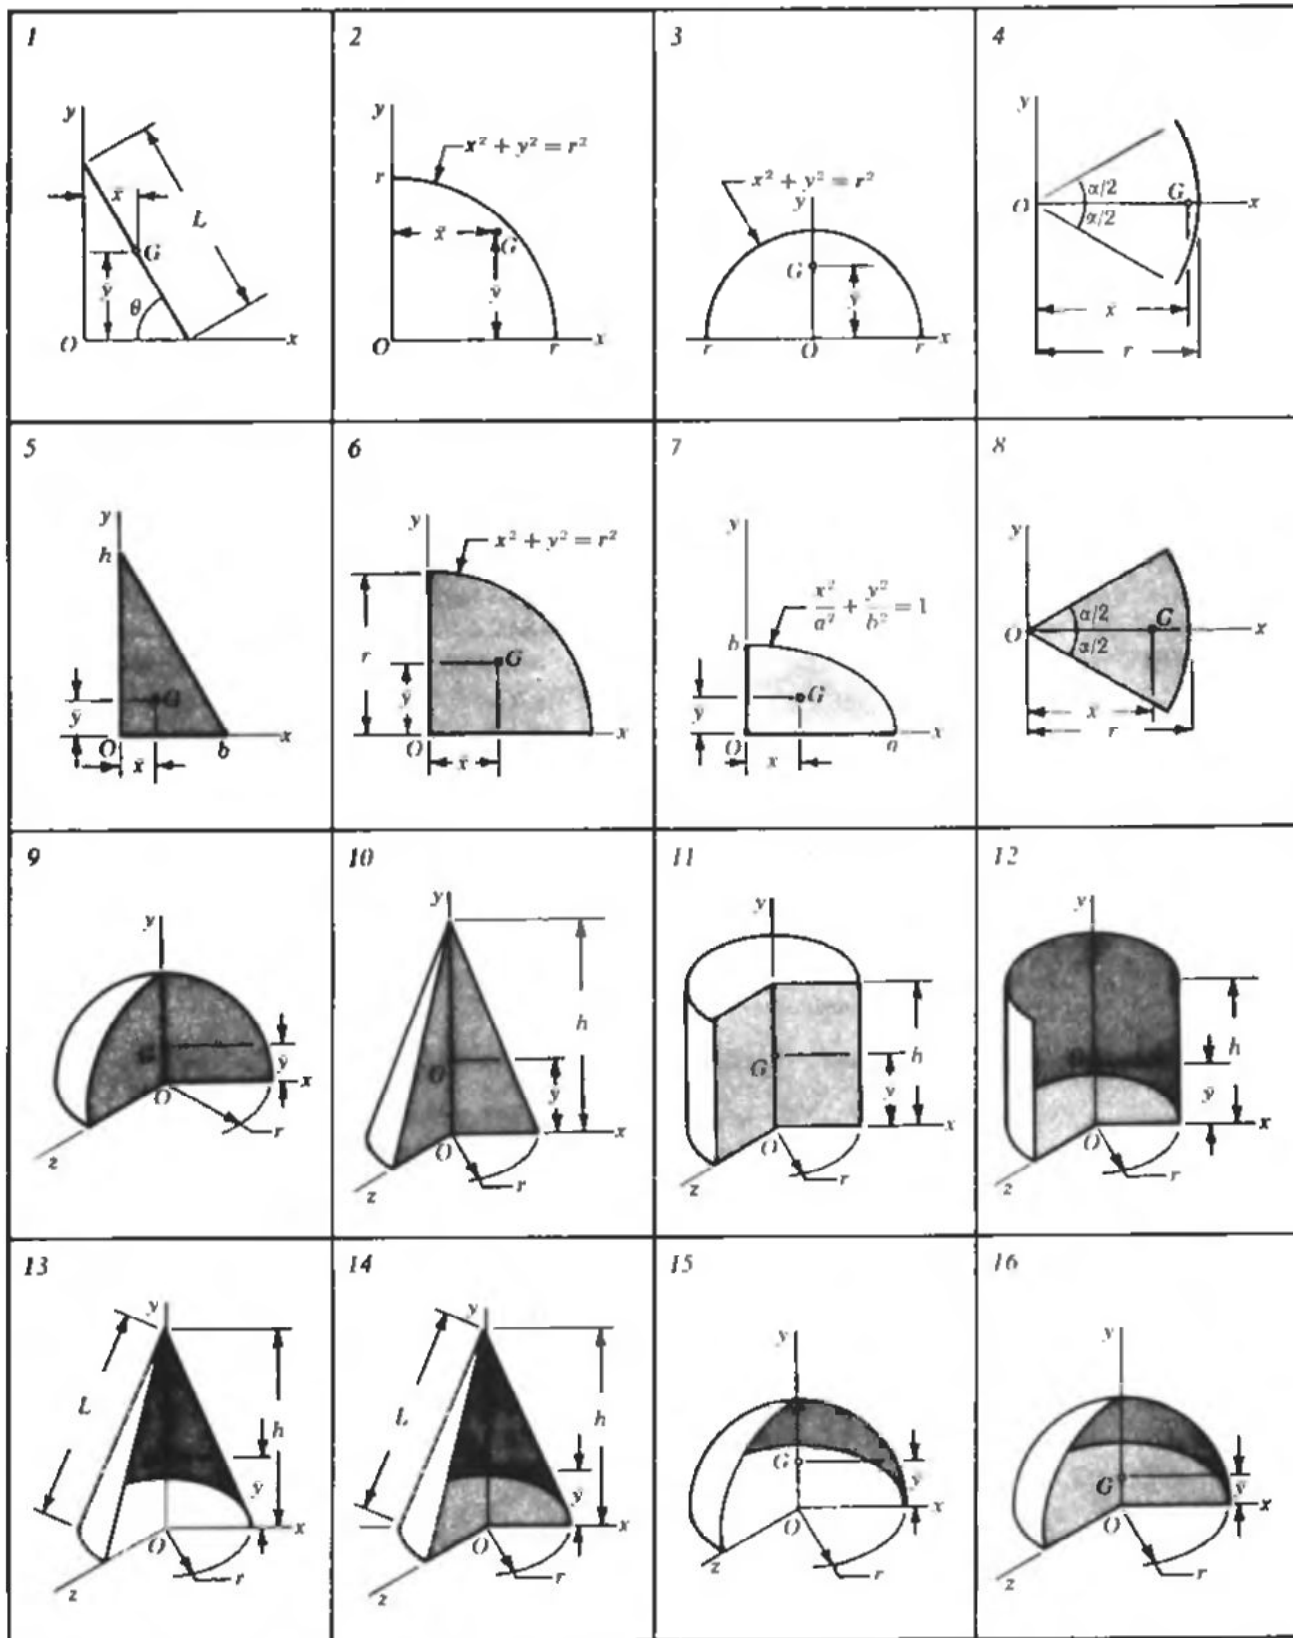 1
y
x̄
L
G
ȳ
θ
O
x
2
y
x² + y² = r²
r
x̄
G
ȳ
O
r
x
3
x² + y² = r²
y
G
ȳ
r
O
r
x
4
y
α/2
α/2
O
G
x
x̄
r
5
y
h
G
ȳ
O
b
x
x̄
6
y
x² + y² = r²
r
G
ȳ
O
x
x̄
7
y
x²/a² + y²/b² = 1
b
G
ȳ
O
a
x
x
8
y
α/2
α/2
O
G
x
x̄
r
9
y
ȳ
x
O
r
z
10
y
h
ȳ
O
x
r
z
11
y
h
G
ȳ
O
x
r
z
12
y
h
ȳ
O
x
r
z
13
y
L
h
ȳ
O
x
r
z
14
y
L
h
ȳ
O
x
r
z
15
y
G
ȳ
O
x
r
z
16
y
G
ȳ
O
x
r
z